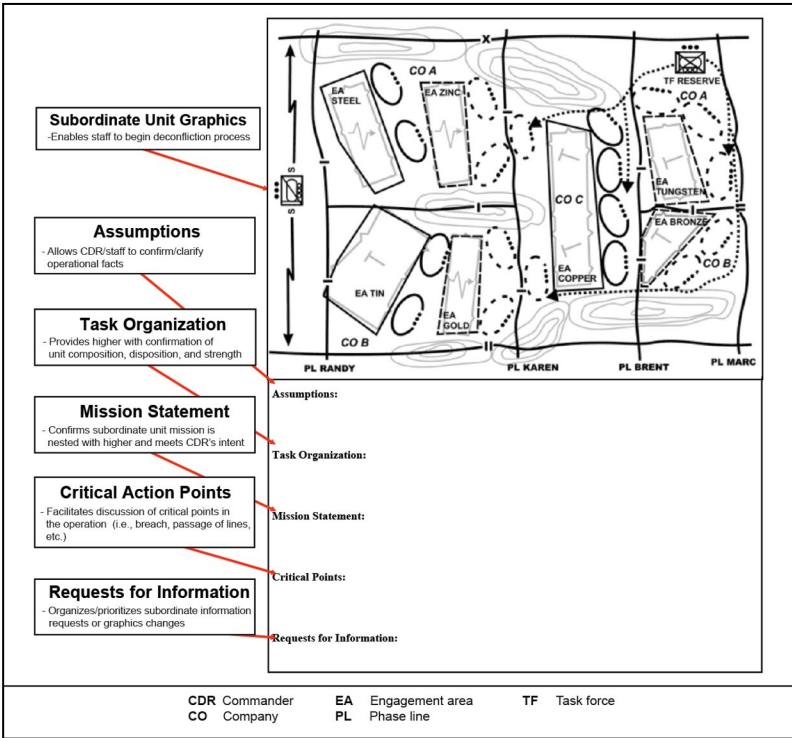 Subordinate Unit Graphics
-Enables staff to begin deconfliction process
Assumptions
- Allows CDR/staff to confirm/clarify
operational facts
Task Organization
- Provides higher with confirmation of
unit composition, disposition, and strength
Mission Statement
- Confirms subordinate unit mission is
nested with higher and meets CDR's intent
Critical Action Points
- Facilitates discussion of critical points in
the operation (i.e., breach, passage of lines,
etc.)
Requests for Information
- Organizes/prioritizes subordinate information
requests or graphics changes
X
CO A
EA
STEEL
EA ZINC
TF RESERVE
CO A
S
S
T
T
T
EA
TUNGSTEN
CO C
I
I
I
I
I
I
I
EA BRONZE
T
T
EA TIN
EA
GOLD
EA
COPPER
CO B
CO B
II
PL RANDY
PL KAREN
PL BRENT
PL MARC
Assumptions:
Task Organization:
Mission Statement:
Critical Points:
Requests for Information:
CDR Commander EA Engagement area TF Task force
CO Company PL Phase line